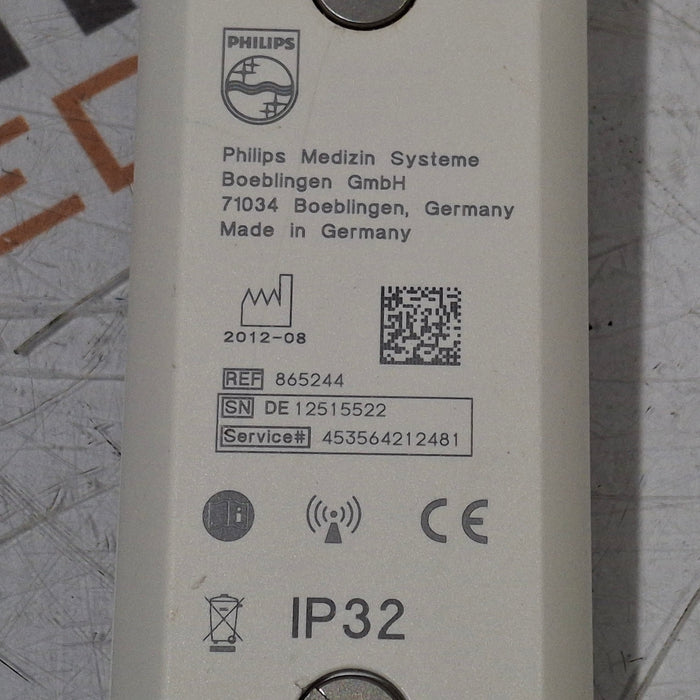 PHILIPS
Philips Medizin Systeme
Boeblingen GmbH
71034 Boeblingen, Germany
Made in Germany
2012-08
REF 865244
SN DE 12515522
Service# 453564212481
i
CE
IP32